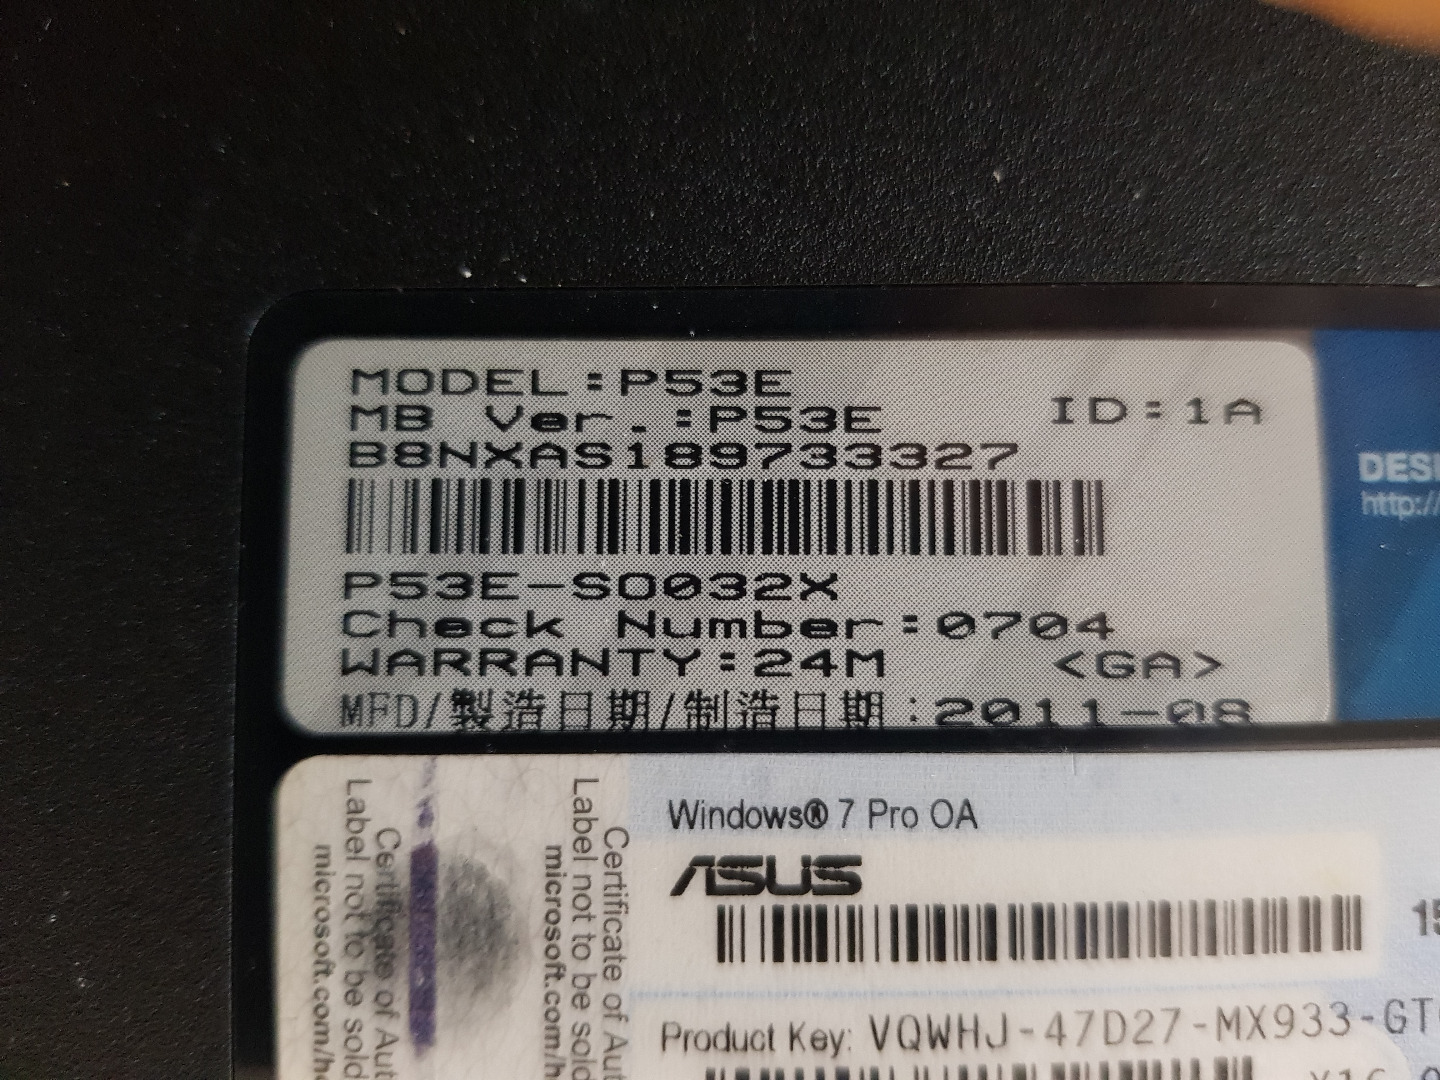 MODEL:P53E
MB Ver.:P53E ID:1A
B8NXAS189733327
P53E-SO032X
Check Number:0704
WARRANTY:24M <GA>
MFD/製造日期/制造日期:2011-08
DESI
http://
Windows® 7 Pro OA
ASUS
15
Product Key: VQWHJ-47D27-MX933-GT
Certificate of Aut
Label not to be sold
microsoft.com/h
Certificate of Aut
Label not to be sold
microsoft.com/h